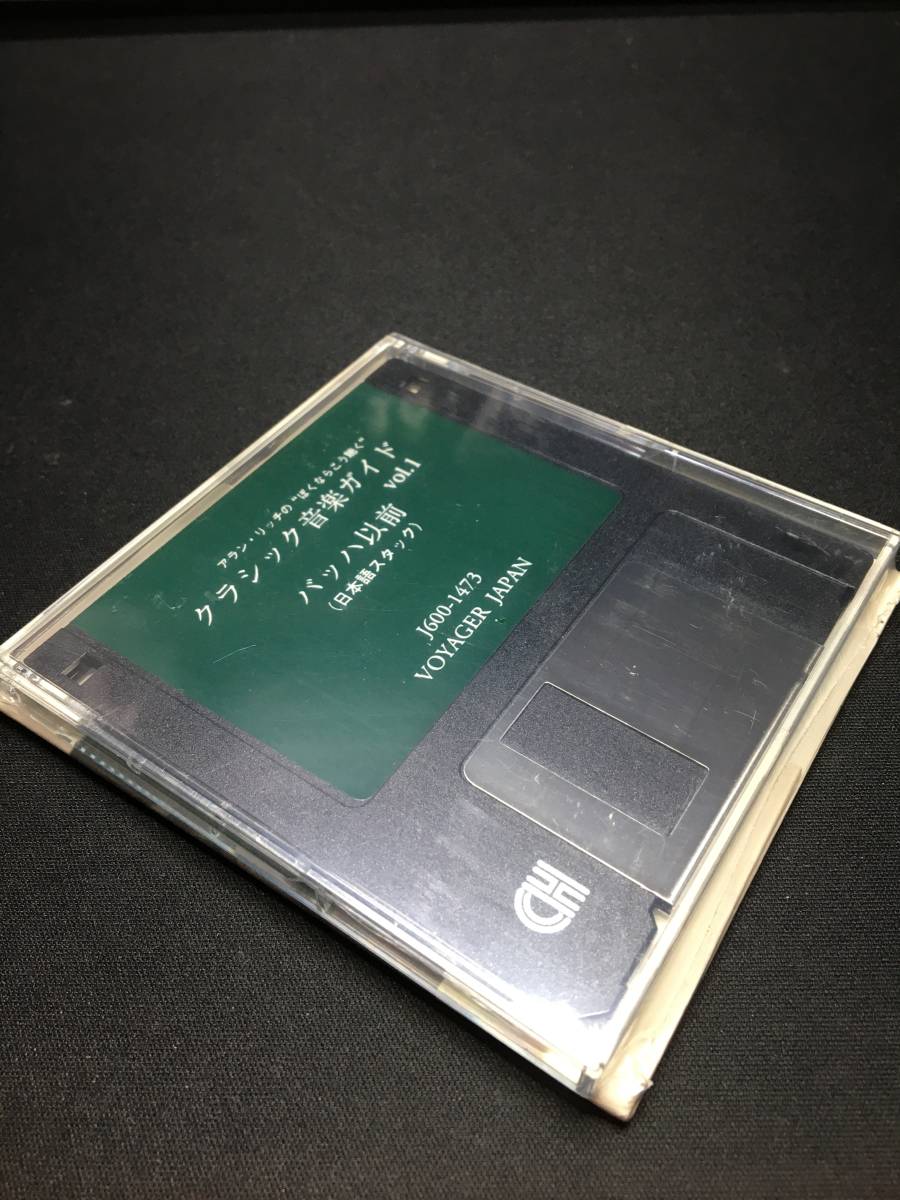 アラン・リッチの"ぼくならこう聴く"
クラシック音楽ガイド
バッハ以前 vol.1
(日本語スタック)
J600-1473
VOYAGER JAPAN